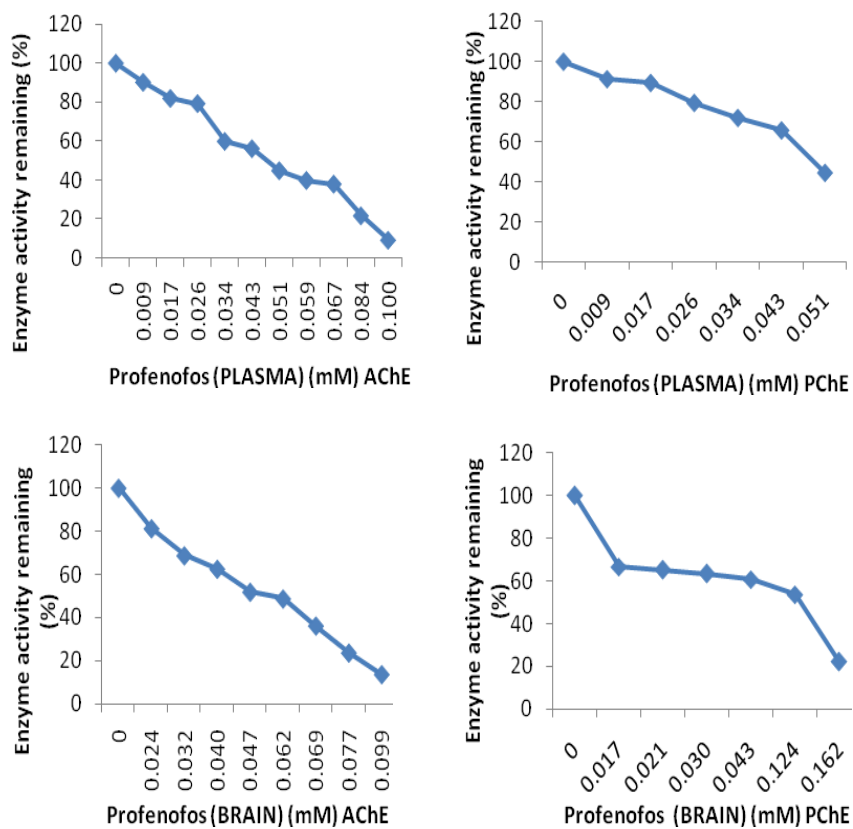 120
100
80
60
40
20
0
Enzyme activity remaining (%)
0 0.009 0.017 0.026 0.034 0.043 0.051 0.059 0.067 0.084 0.100
Profenofos (PLASMA) (mM) AChE
120
100
80
60
40
20
0
Enzyme activity remaining (%)
0 0.009 0.017 0.026 0.034 0.043 0.051
Profenofos (PLASMA) (mM) PChE
120
100
80
60
40
20
0
Enzyme activity remaining
(%)
0 0.024 0.032 0.040 0.047 0.062 0.069 0.077 0.099
Profenofos (BRAIN) (mM) AChE
120
100
80
60
40
20
0
Enzyme activity remaining
(%)
0 0.017 0.021 0.030 0.043 0.124 0.162
Profenofos (BRAIN) (mM) PChE